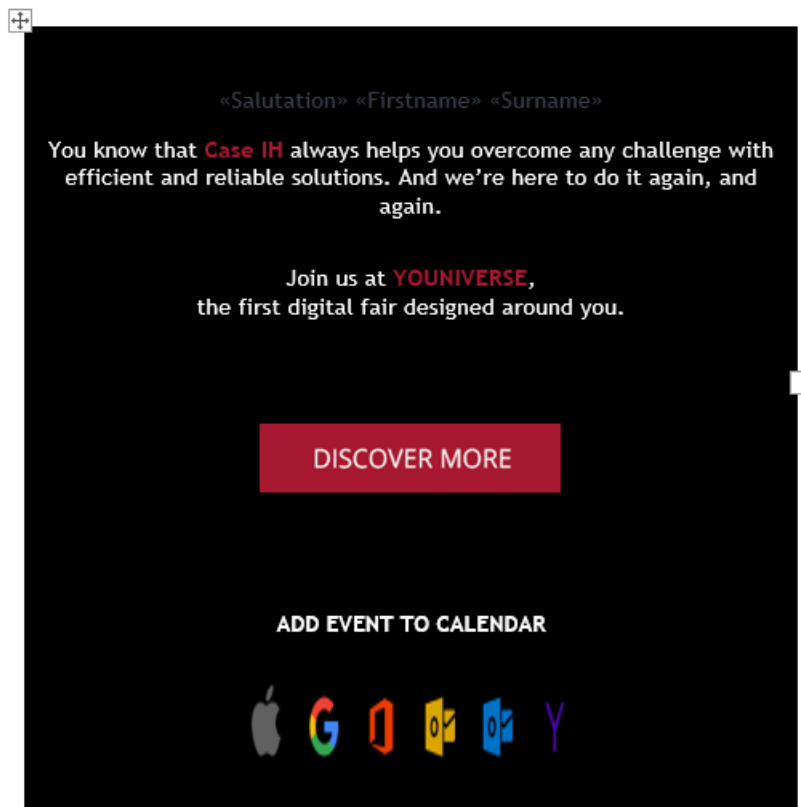 «Salutation» «Firstname» «Surname»
You know that Case IH always helps you overcome any challenge with
efficient and reliable solutions. And we’re here to do it again, and
again.
Join us at YOUNIVERSE,
the first digital fair designed around you.
DISCOVER MORE
ADD EVENT TO CALENDAR